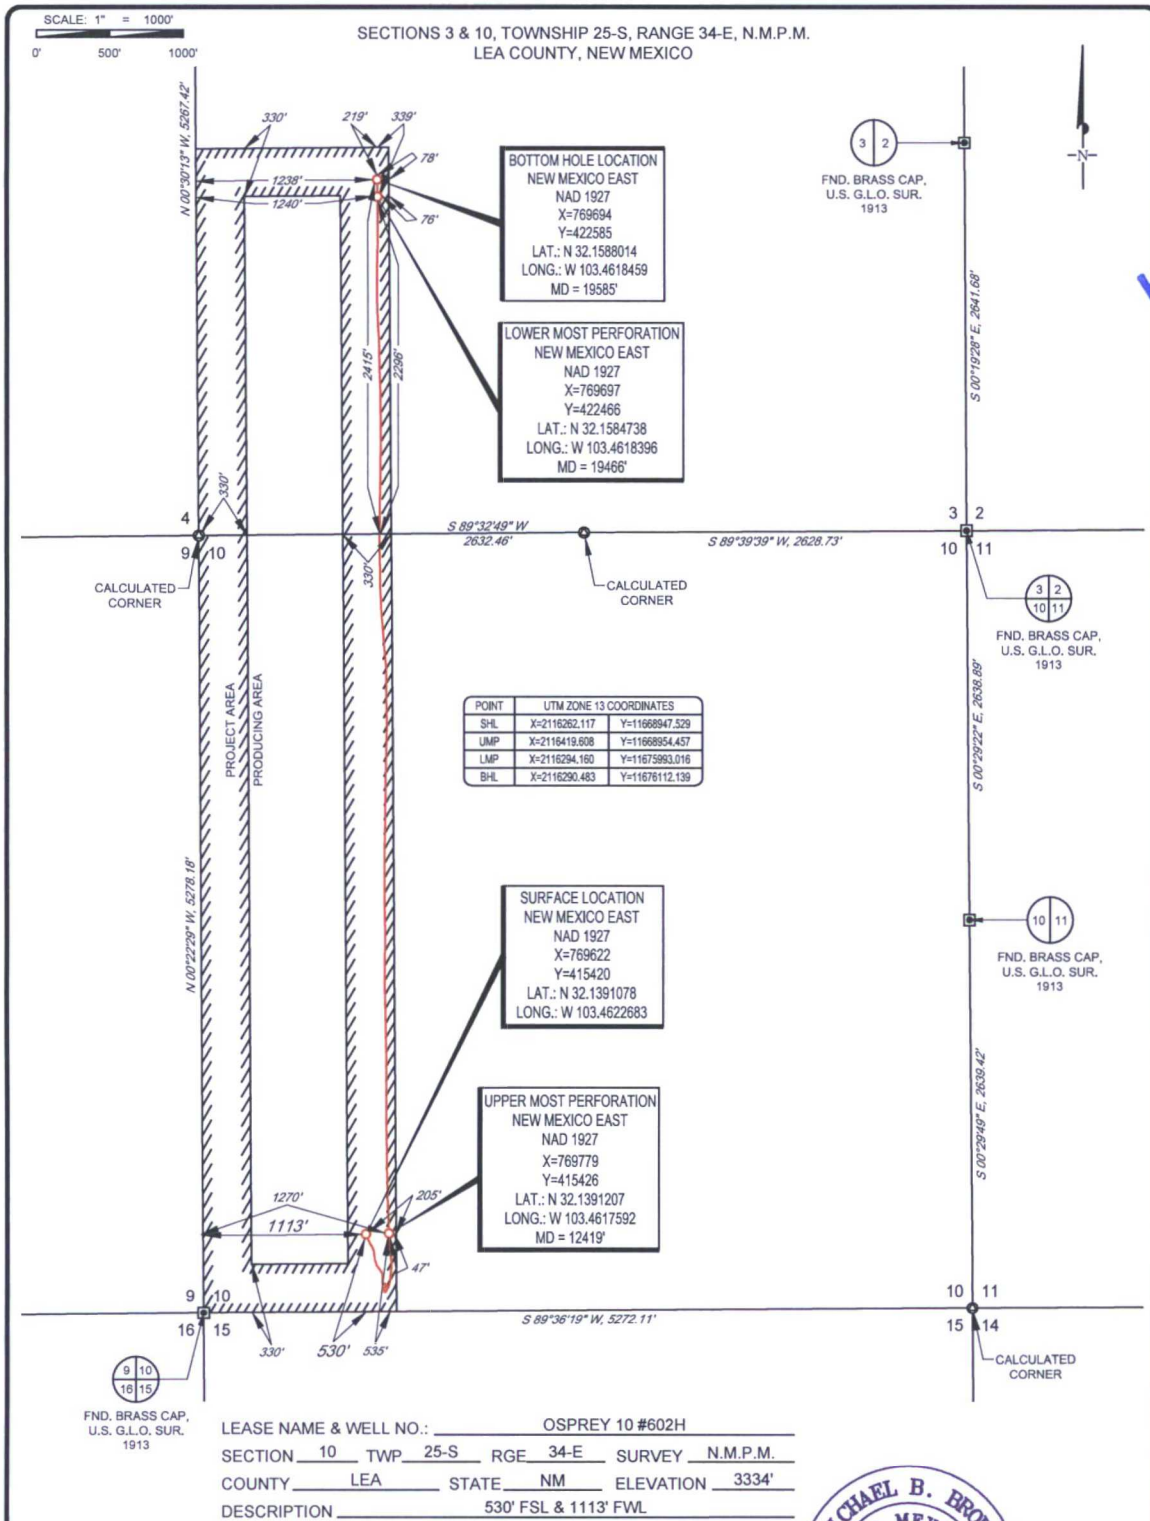 SCALE: 1" = 1000'
0' 500' 1000'
SECTIONS 3 & 10, TOWNSHIP 25-S, RANGE 34-E, N.M.P.M.
LEA COUNTY, NEW MEXICO
N 00°30'13" W, 5267.42'
330'
219'
339'
78'
1238'
1240'
76'
2415'
2296'
BOTTOM HOLE LOCATION
NEW MEXICO EAST
NAD 1927
X=769694
Y=422585
LAT.: N 32.1588014
LONG.: W 103.4618459
MD = 19585'
LOWER MOST PERFORATION
NEW MEXICO EAST
NAD 1927
X=769697
Y=422466
LAT.: N 32.1584738
LONG.: W 103.4618396
MD = 19466'
3 2
FND. BRASS CAP,
U.S. G.L.O. SUR.
1913
-N-
S 00°19'28" E, 2641.68'
330'
4
9 10
CALCULATED
CORNER
S 89°32'49" W
2632.46'
330'
CALCULATED
CORNER
S 89°39'39" W, 2628.73'
3 2
10 11
3 2
10 11
FND. BRASS CAP,
U.S. G.L.O. SUR.
1913
S 00°29'22" E, 2638.89'
PROJECT AREA
PRODUCING AREA
POINT UTM ZONE 13 COORDINATES
SHL X=2116262.117 Y=11668947.529
UMP X=2116419.608 Y=11668954.457
LMP X=2116294.160 Y=11675993.016
BHL X=2116290.483 Y=11676112.139
N 00°22'29" W, 5278.18'
SURFACE LOCATION
NEW MEXICO EAST
NAD 1927
X=769622
Y=415420
LAT.: N 32.1391078
LONG.: W 103.4622683
10 11
FND. BRASS CAP,
U.S. G.L.O. SUR.
1913
S 00°29'49" E, 2639.42'
UPPER MOST PERFORATION
NEW MEXICO EAST
NAD 1927
X=769779
Y=415426
LAT.: N 32.1391207
LONG.: W 103.4617592
MD = 12419'
1270'
1113'
205'
47'
9 10
16 15
330'
530'
535'
S 89°36'19" W, 5272.11'
10 11
15 14
CALCULATED
CORNER
9 10
16 15
FND. BRASS CAP,
U.S. G.L.O. SUR.
1913
LEASE NAME & WELL NO.: OSPREY 10 #602H
SECTION 10 TWP 25-S RGE 34-E SURVEY N.M.P.M.
COUNTY LEA STATE NM ELEVATION 3334'
DESCRIPTION 530' FSL & 1113' FWL